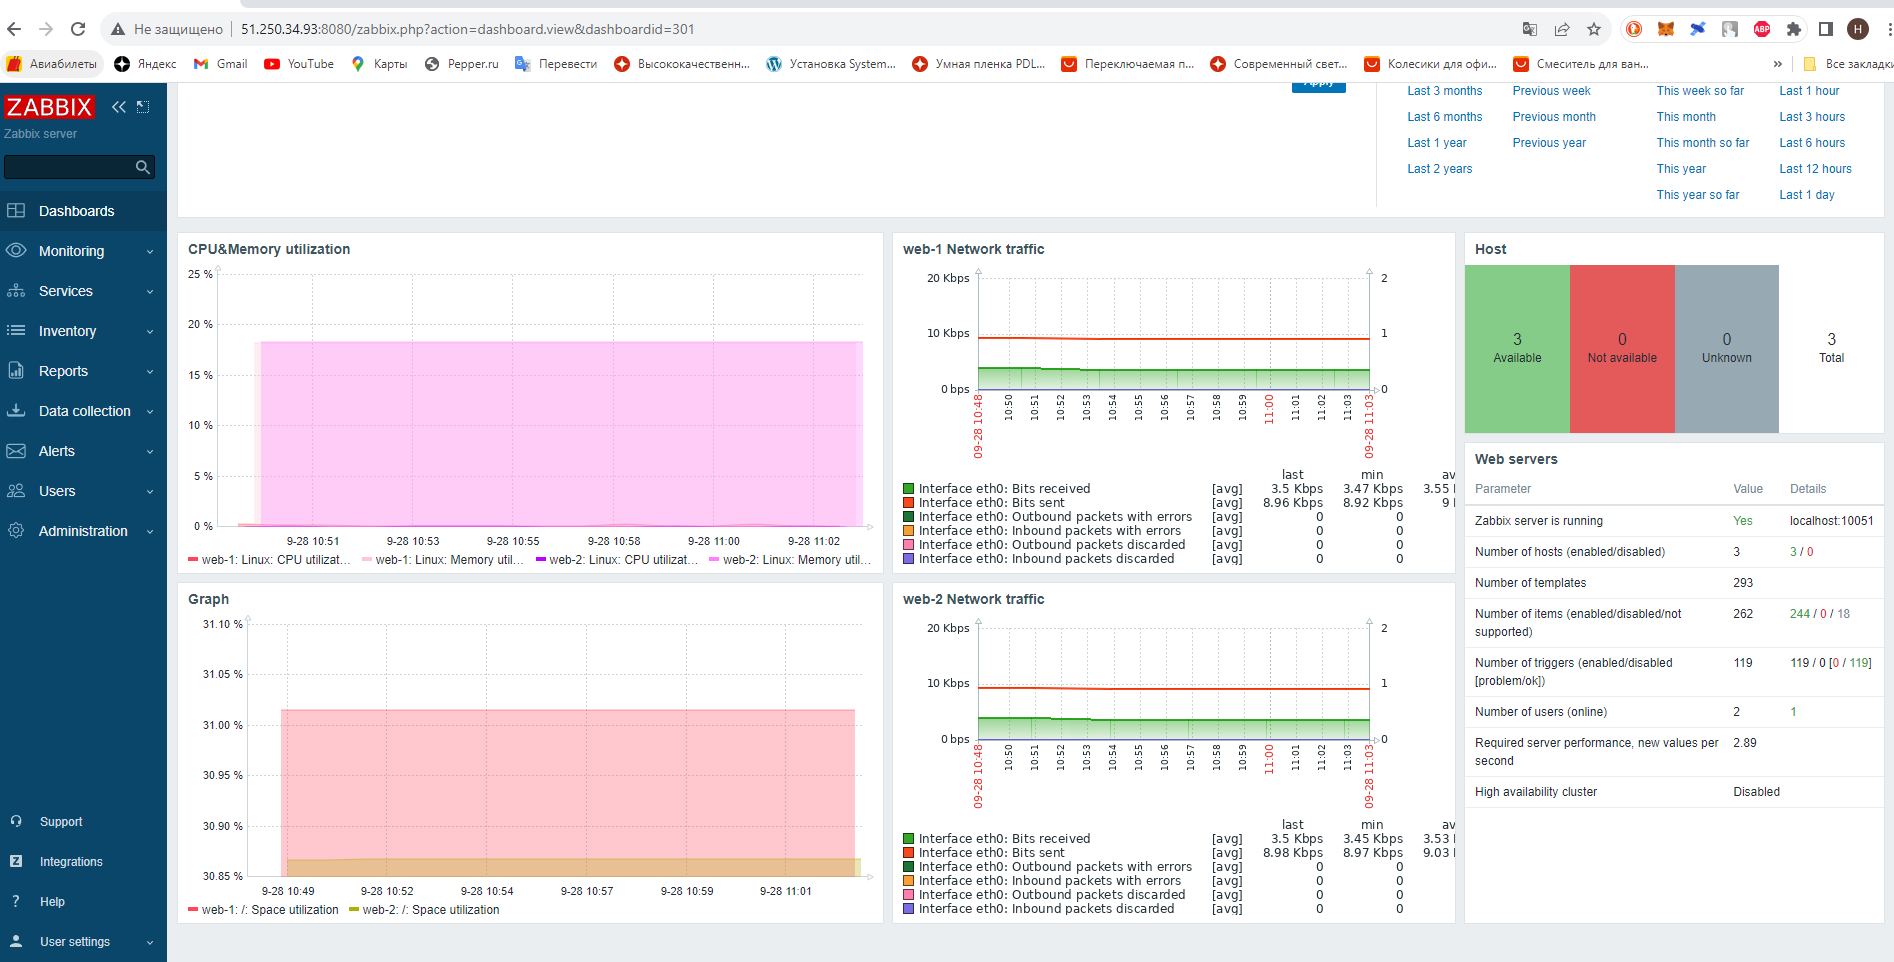 Не защищено | 51.250.34.93:8080/zabbix.php?action=dashboard.view&dashboardid=301
H
ABP
Авиабилеты Яндекс Gmail YouTube Карты Pepper.ru Перевести Высококачественн... Установка System... Умная пленка PDL... Переключаемая п... Современный свет... Колесики для офи... Смеситель для ван... » Все закладки
ZABBIX
Zabbix server
Dashboards
Monitoring
Services
Inventory
Reports
Data collection
Alerts
Users
Administration
Support
Integrations
Help
User settings
Apply
Last 3 months Previous week This week so far Last 1 hour
Last 6 months Previous month This month Last 3 hours
Last 1 year Previous year This month so far Last 6 hours
Last 2 years This year Last 12 hours
This year so far Last 1 day
CPU&Memory utilization
25 %
20 %
15 %
10 %
5 %
0 %
9-28 10:51 9-28 10:53 9-28 10:55 9-28 10:58 9-28 11:00 9-28 11:02
web-1: Linux: CPU utilizat... web-1: Linux: Memory util... web-2: Linux: CPU utilizat... web-2: Linux: Memory util...
web-1 Network traffic
20 Kbps 2
10 Kbps 1
0 bps 0
09-28 10:48 10:50 10:51 10:52 10:53 10:54 10:55 10:56 10:57 10:58 10:59 11:00 11:01 11:02 11:03 09-28 11:03
last min av
Interface eth0: Bits received [avg] 3.5 Kbps 3.47 Kbps 3.55
Interface eth0: Bits sent [avg] 8.96 Kbps 8.92 Kbps 9
Interface eth0: Outbound packets with errors [avg] 0 0
Interface eth0: Inbound packets with errors [avg] 0 0
Interface eth0: Outbound packets discarded [avg] 0 0
Interface eth0: Inbound packets discarded [avg] 0 0
Host
3 0 0 3
Available Not available Unknown Total
Graph
31.10 %
31.05 %
31.00 %
30.95 %
30.90 %
30.85 %
9-28 10:49 9-28 10:52 9-28 10:54 9-28 10:57 9-28 10:59 9-28 11:01
web-1: /: Space utilization web-2: /: Space utilization
web-2 Network traffic
20 Kbps 2
10 Kbps 1
0 bps 0
09-28 10:48 10:50 10:51 10:52 10:53 10:54 10:55 10:56 10:57 10:58 10:59 11:00 11:01 11:02 11:03 09-28 11:03
last min av
Interface eth0: Bits received [avg] 3.5 Kbps 3.45 Kbps 3.53
Interface eth0: Bits sent [avg] 8.98 Kbps 8.97 Kbps 9.03
Interface eth0: Outbound packets with errors [avg] 0 0
Interface eth0: Inbound packets with errors [avg] 0 0
Interface eth0: Outbound packets discarded [avg] 0 0
Interface eth0: Inbound packets discarded [avg] 0 0
Web servers
Parameter Value Details
Zabbix server is running Yes localhost:10051
Number of hosts (enabled/disabled) 3 3 / 0
Number of templates 293
Number of items (enabled/disabled/not supported) 262 244 / 0 / 18
Number of triggers (enabled/disabled [problem/ok]) 119 119 / 0 [0 / 119]
Number of users (online) 2 1
Required server performance, new values per second 2.89
High availability cluster Disabled